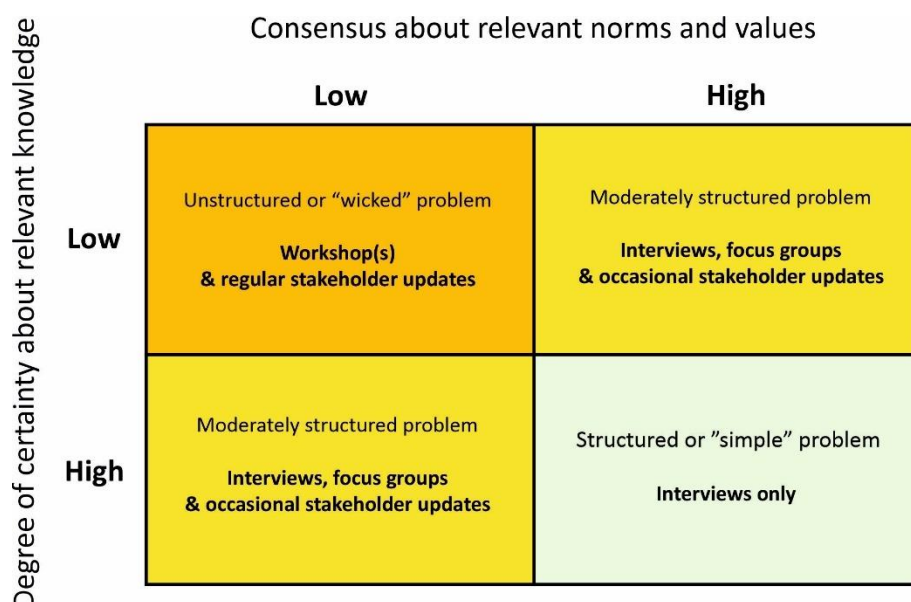 Consensus about relevant norms and values
Degree of certainty about relevant knowledge
Low
High
Low
Unstructured or “wicked” problem
Workshop(s)
& regular stakeholder updates
Moderately structured problem
Interviews, focus groups
& occasional stakeholder updates
High
Moderately structured problem
Interviews, focus groups
& occasional stakeholder updates
Structured or ”simple” problem
Interviews only